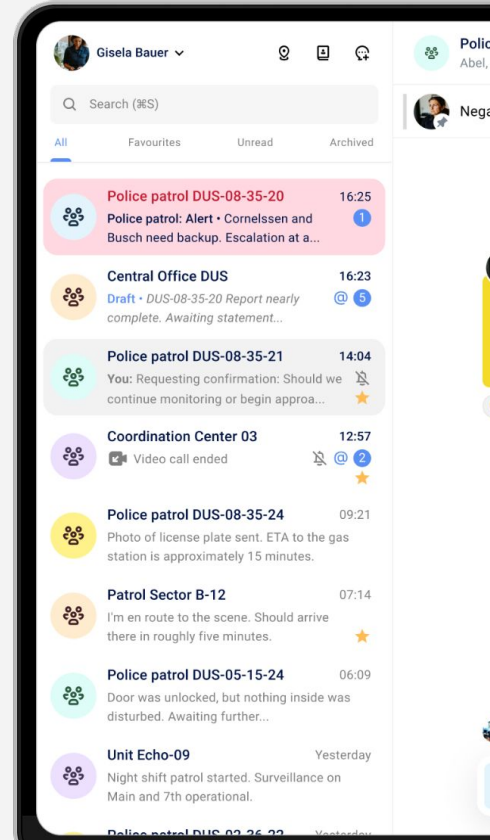 Gisela Bauer
Search (⌘S)
All Favourites Unread Archived
Police patrol DUS-08-35-20 16:25
Police patrol: Alert • Cornelssen and 1
Busch need backup. Escalation at a...
Central Office DUS 16:23
Draft • DUS-08-35-20 Report nearly @ 5
complete. Awaiting statement...
Police patrol DUS-08-35-21 14:04
You: Requesting confirmation: Should we
continue monitoring or begin approa...
Coordination Center 03 12:57
Video call ended @ 2
Police patrol DUS-08-35-24 09:21
Photo of license plate sent. ETA to the gas
station is approximately 15 minutes.
Patrol Sector B-12 07:14
I'm en route to the scene. Should arrive
there in roughly five minutes.
Police patrol DUS-05-15-24 06:09
Door was unlocked, but nothing inside was
disturbed. Awaiting further...
Unit Echo-09 Yesterday
Night shift patrol started. Surveillance on
Main and 7th operational.
Police patrol DUS-02-36-22 Yesterday
Abel,